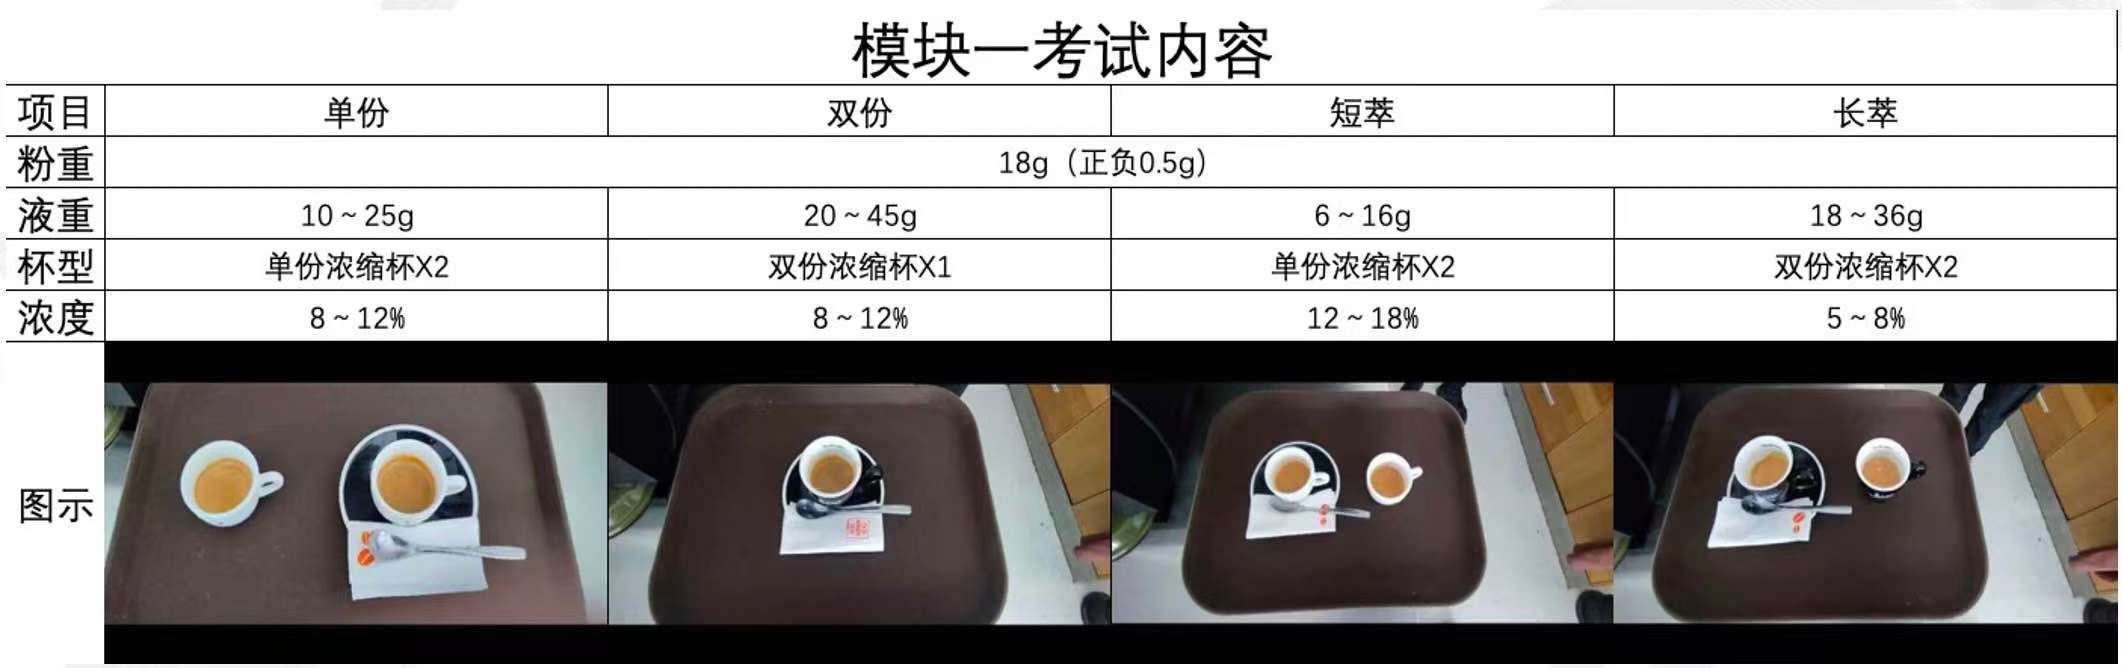 模块一考试内容
项目 单份 双份 短萃 长萃
粉重 18g（正负0.5g）
液重 10～25g 20～45g 6～16g 18～36g
杯型 单份浓缩杯X2 双份浓缩杯X1 单份浓缩杯X2 双份浓缩杯X2
浓度 8～12% 8～12% 12～18% 5～8%
图示